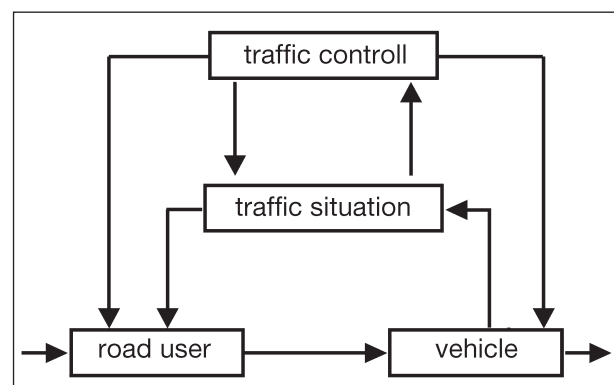 traffic controll
traffic situation
road user
vehicle